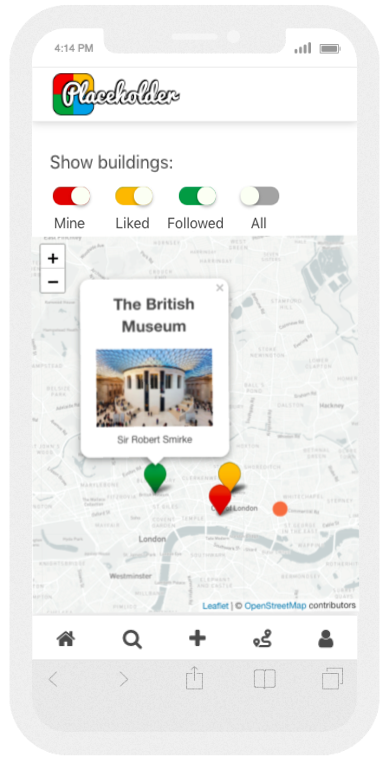 4:14 PM
Placeholder
Show buildings:
Mine
Liked
Followed
All
+
−
×
The British
Museum
Sir Robert Smirke
Hackney
London
City of London
Westminster
Leaflet | © OpenStreetMap contributors